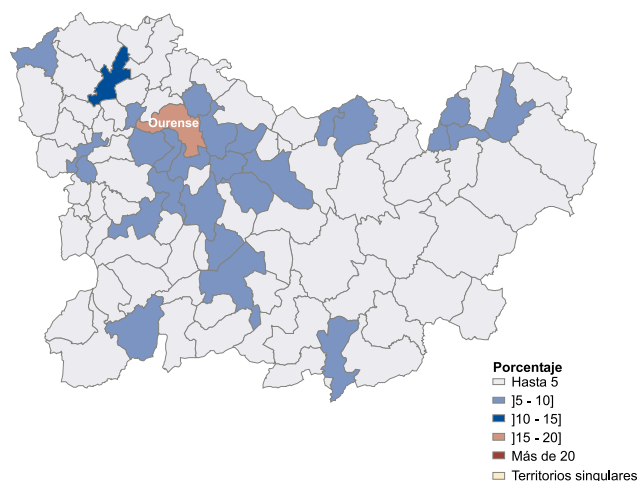 Ourense
Porcentaje
Hasta 5
]5 - 10]
]10 - 15]
]15 - 20]
Más de 20
Territorios singulares